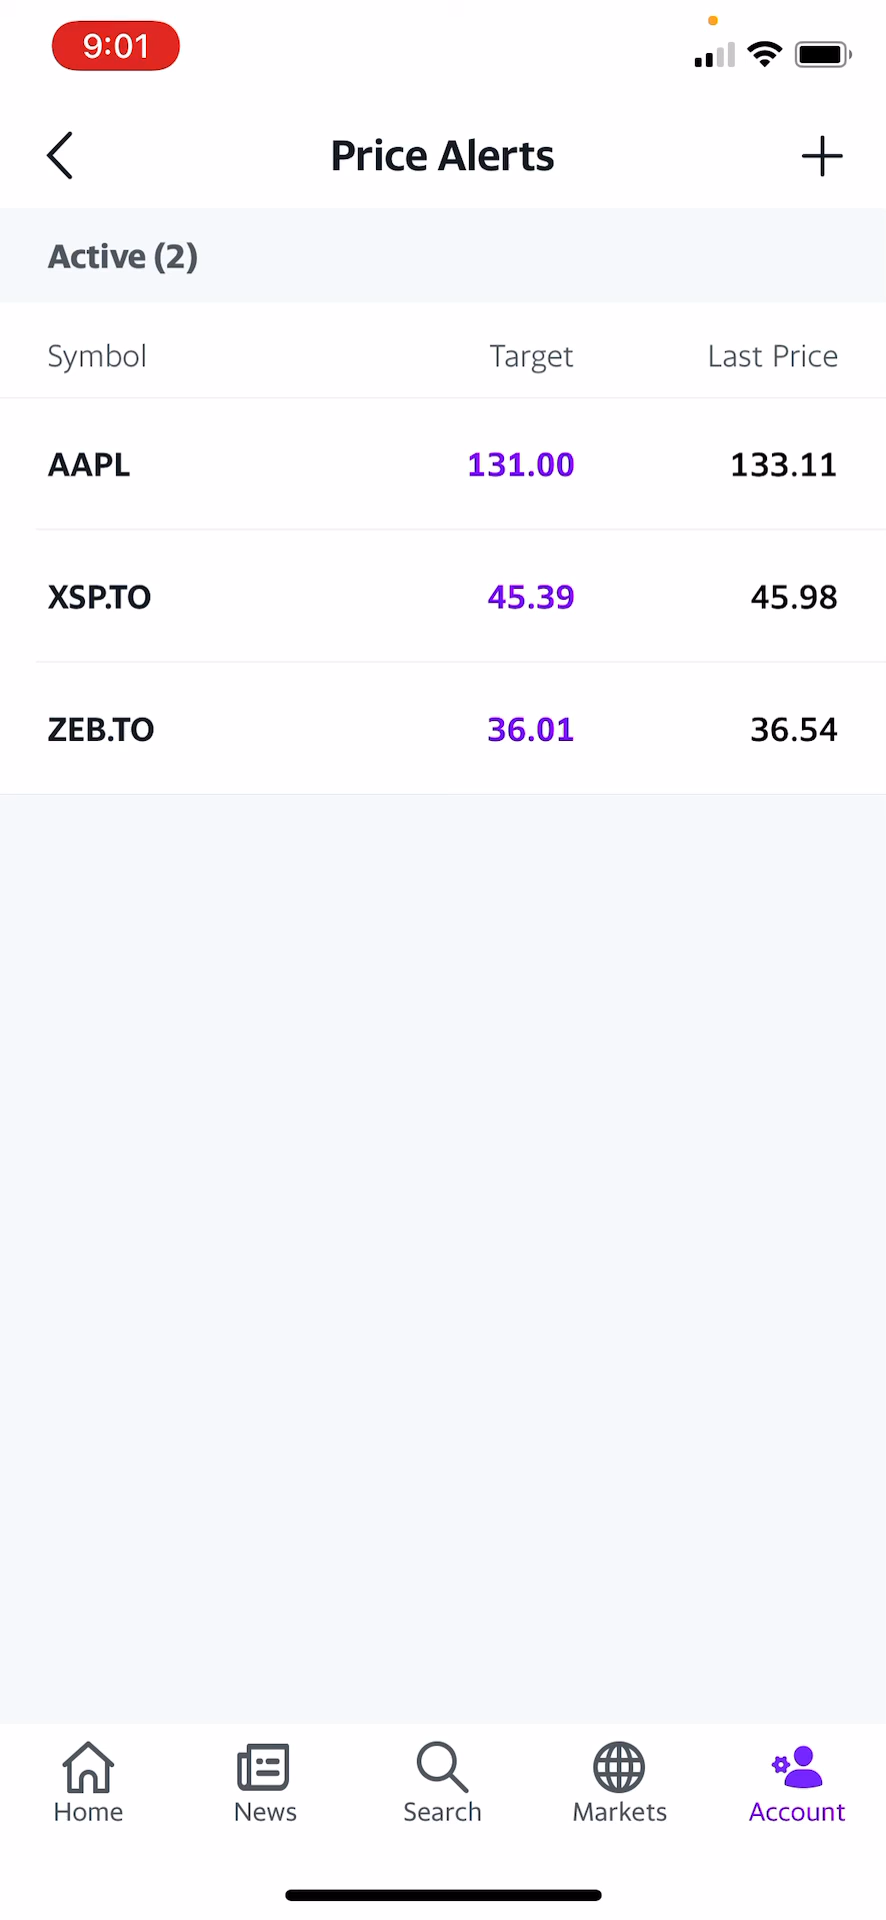 9:01
Price Alerts
Active (2)
Symbol Target Last Price
AAPL 131.00 133.11
XSP.TO 45.39 45.98
ZEB.TO 36.01 36.54
Home News Search Markets Account